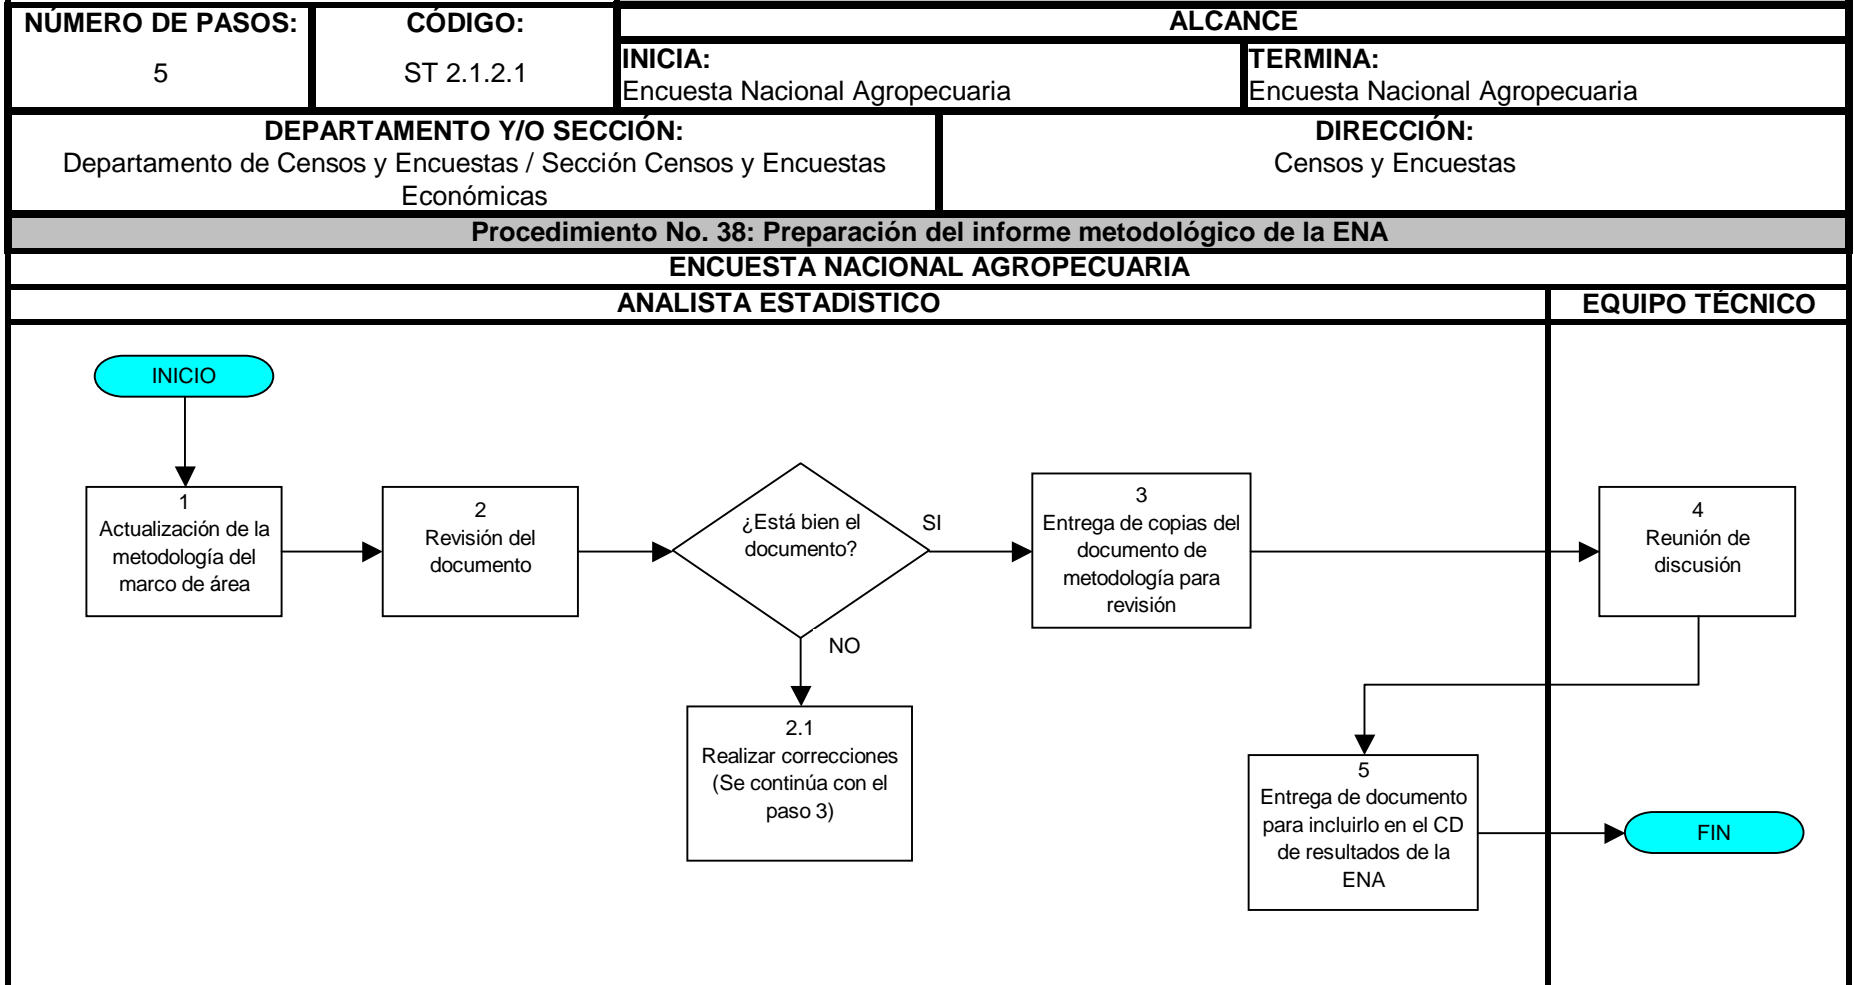 NÚMERO DE PASOS:
5
CÓDIGO:
ST 2.1.2.1
ALCANCE
INICIA:
Encuesta Nacional Agropecuaria
TERMINA:
Encuesta Nacional Agropecuaria
DEPARTAMENTO Y/O SECCIÓN:
Departamento de Censos y Encuestas / Sección Censos y Encuestas
Económicas
DIRECCIÓN:
Censos y Encuestas
Procedimiento No. 38: Preparación del informe metodológico de la ENA
ENCUESTA NACIONAL AGROPECUARIA
ANALISTA ESTADÍSTICO
EQUIPO TÉCNICO
INICIO
1
Actualización de la
metodología del
marco de área
2
Revisión del
documento
¿Está bien el
documento?
SI
NO
2.1
Realizar correcciones
(Se continúa con el
paso 3)
3
Entrega de copias del
documento de
metodología para
revisión
4
Reunión de
discusión
5
Entrega de documento
para incluirlo en el CD
de resultados de la
ENA
FIN